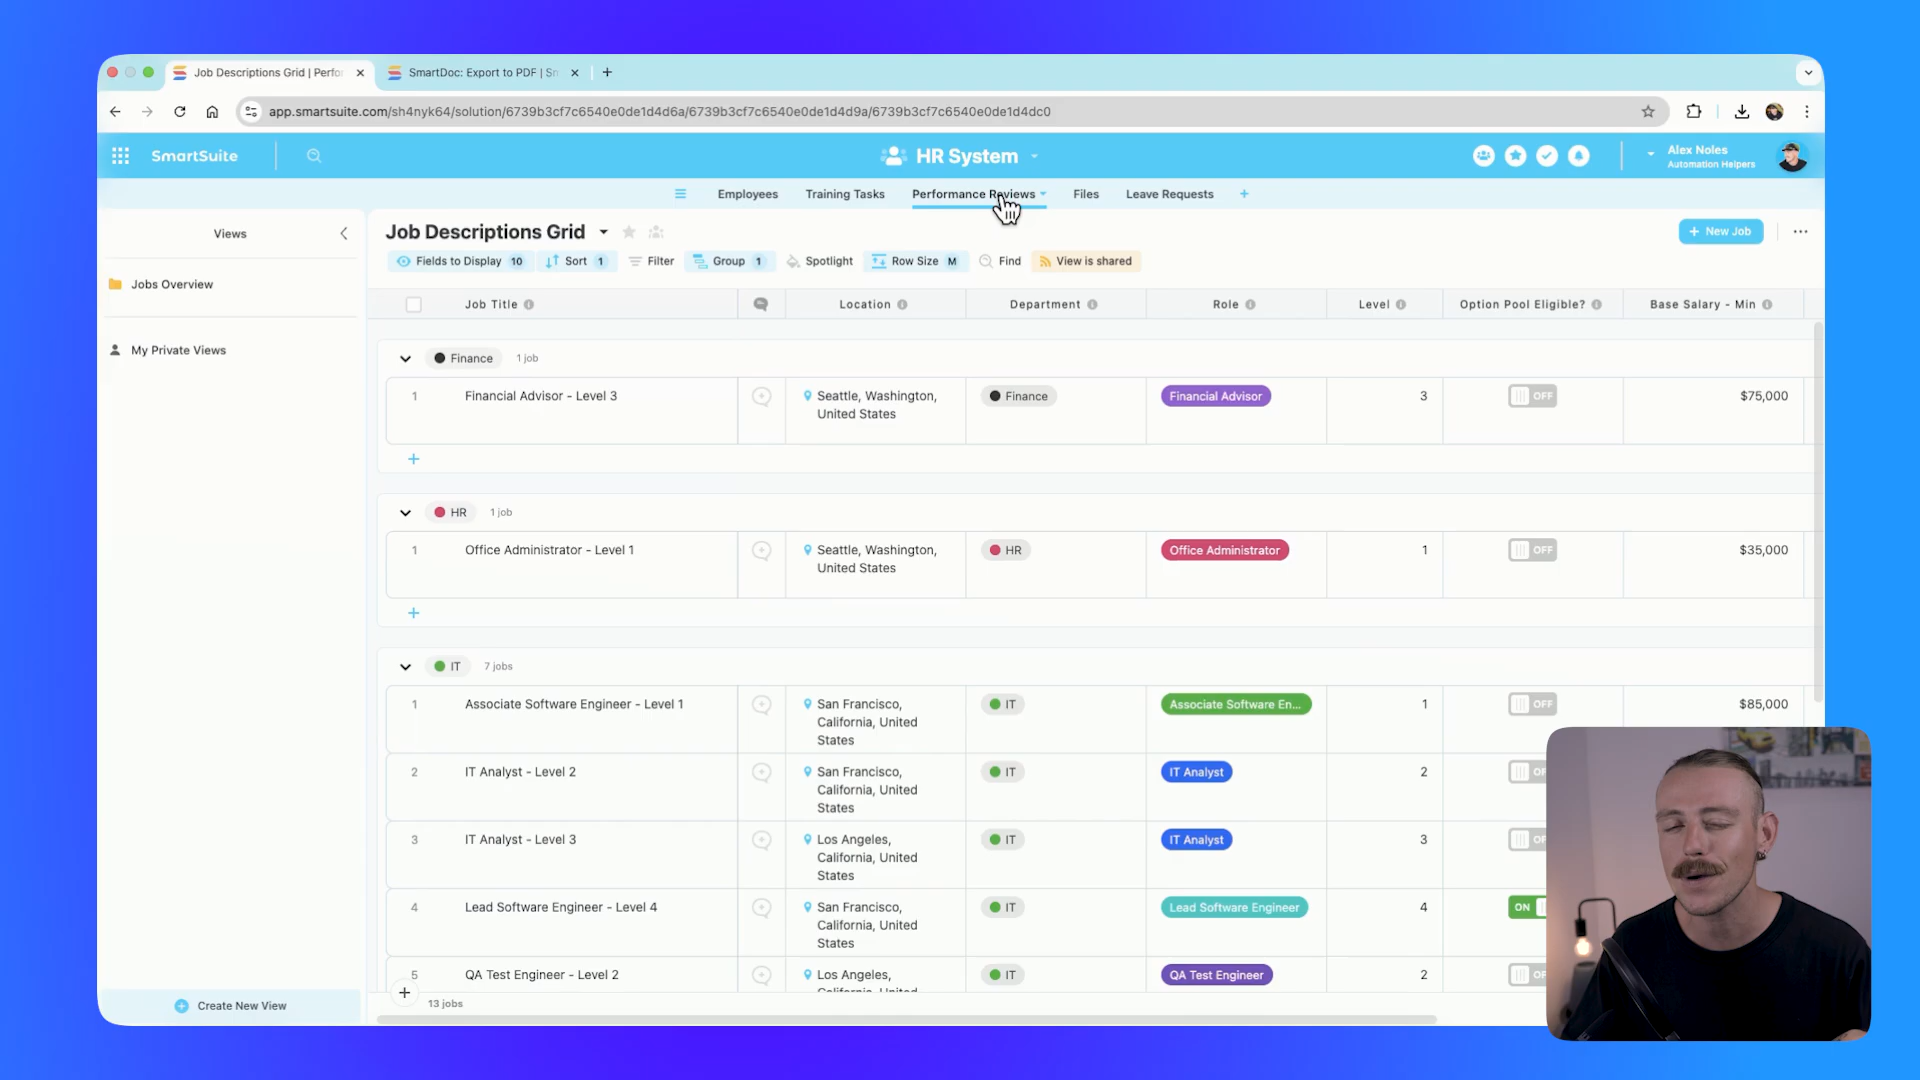 Job Descriptions Grid | Perfo
SmartDoc: Export to PDF | Sm
app.smartsuite.com/sh4nyk64/solution/6739b3cf7c6540e0de1d4d6a/6739b3cf7c6540e0de1d4d9a/6739b3cf7c6540e0de1d4dc0
SmartSuite
HR System
Alex Noles
Automation Helpers
Employees Training Tasks Performance Reviews Files Leave Requests
Views
Jobs Overview
My Private Views
Create New View
Job Descriptions Grid
New Job
Fields to Display 10 Sort 1 Filter Group 1 Spotlight Row Size M Find View is shared
Job Title Location Department Role Level Option Pool Eligible? Base Salary - Min
Finance 1 job
1 Financial Advisor - Level 3 Seattle, Washington, Finance Financial Advisor 3 OFF $75,000
United States
HR 1 job
1 Office Administrator - Level 1 Seattle, Washington, HR Office Administrator 1 OFF $35,000
United States
IT 7 jobs
1 Associate Software Engineer - Level 1 San Francisco, IT Associate Software En... 1 OFF $85,000
California, United
States
2 IT Analyst - Level 2 San Francisco, IT IT Analyst 2 OF
California, United
States
3 IT Analyst - Level 3 Los Angeles, IT IT Analyst 3 OF
California, United
States
4 Lead Software Engineer - Level 4 San Francisco, IT Lead Software Engineer 4 ON
California, United
States
5 QA Test Engineer - Level 2 Los Angeles, IT QA Test Engineer 2 OF
California, United
13 jobs